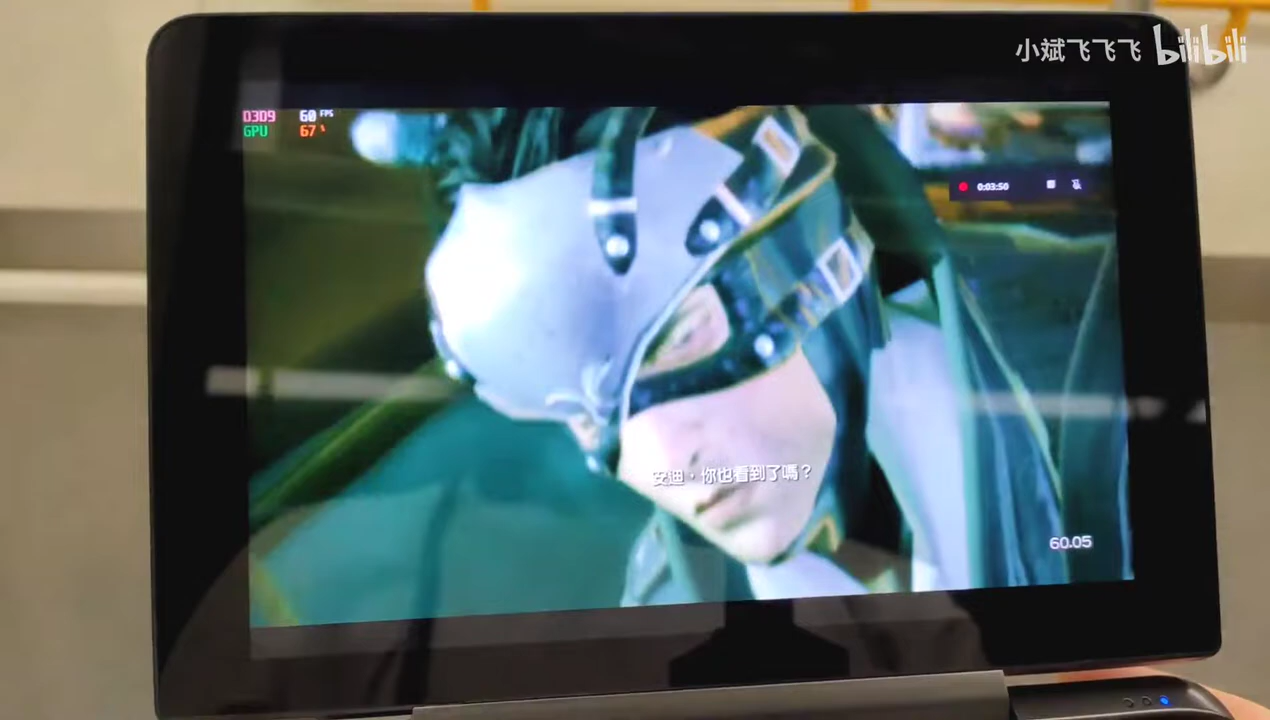 小斌飞飞飞 bilibili
D3D9 60 FPS
GPU 67 %
0:03:50
安迪，你也看到了嗎？
60.05